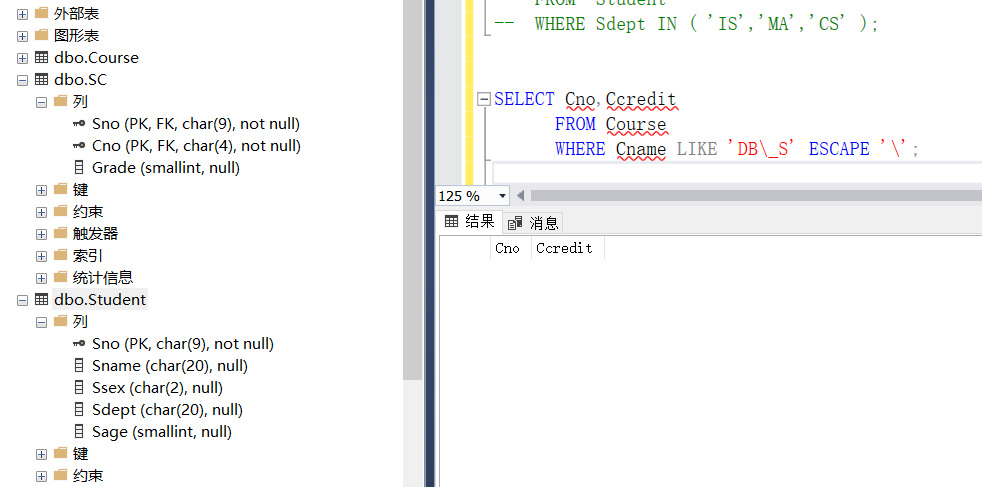 外部表
图形表
dbo.Course
dbo.SC
列
Sno (PK, FK, char(9), not null)
Cno (PK, FK, char(4), not null)
Grade (smallint, null)
键
约束
触发器
索引
统计信息
dbo.Student
列
Sno (PK, char(9), not null)
Sname (char(20), null)
Ssex (char(2), null)
Sdept (char(20), null)
Sage (smallint, null)
键
约束
FROM Student
-- WHERE Sdept IN ( 'IS','MA','CS' );
SELECT Cno,Ccredit
FROM Course
WHERE Cname LIKE 'DB\_S' ESCAPE '\';
125 %
结果 消息
Cno Ccredit